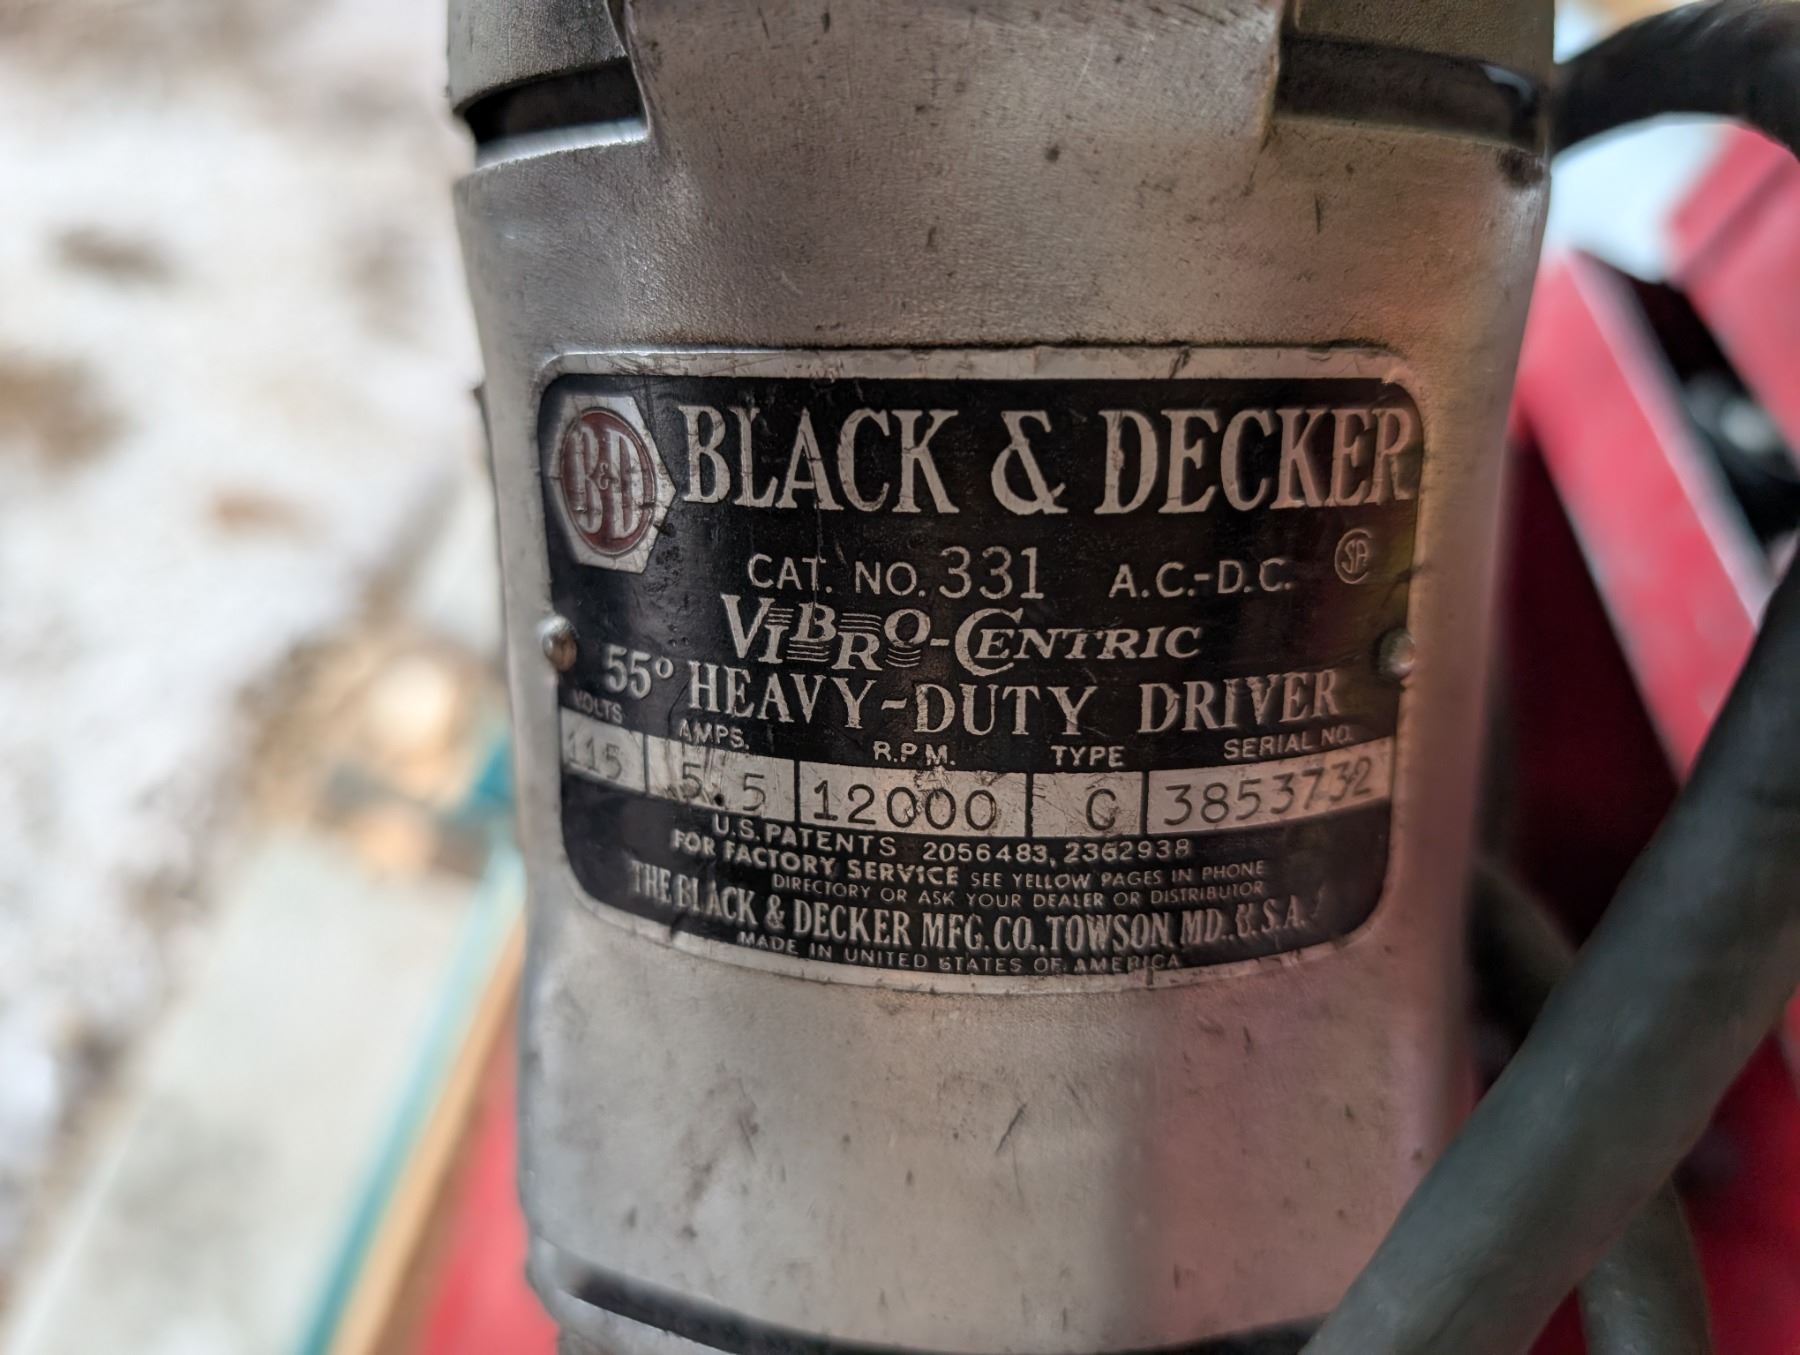 B&D BLACK & DECKER
CAT. NO. 331 A.C.-D.C. SA
VIBRO-CENTRIC
55° HEAVY-DUTY DRIVER
VOLTS AMPS. R.P.M. TYPE SERIAL NO.
115 5.5 12000 C 3853732
U.S. PATENTS 2056483, 2362938
FOR FACTORY SERVICE SEE YELLOW PAGES IN PHONE
DIRECTORY OR ASK YOUR DEALER OR DISTRIBUTOR
THE BLACK & DECKER MFG. CO., TOWSON, MD., U.S.A.
MADE IN UNITED STATES OF AMERICA